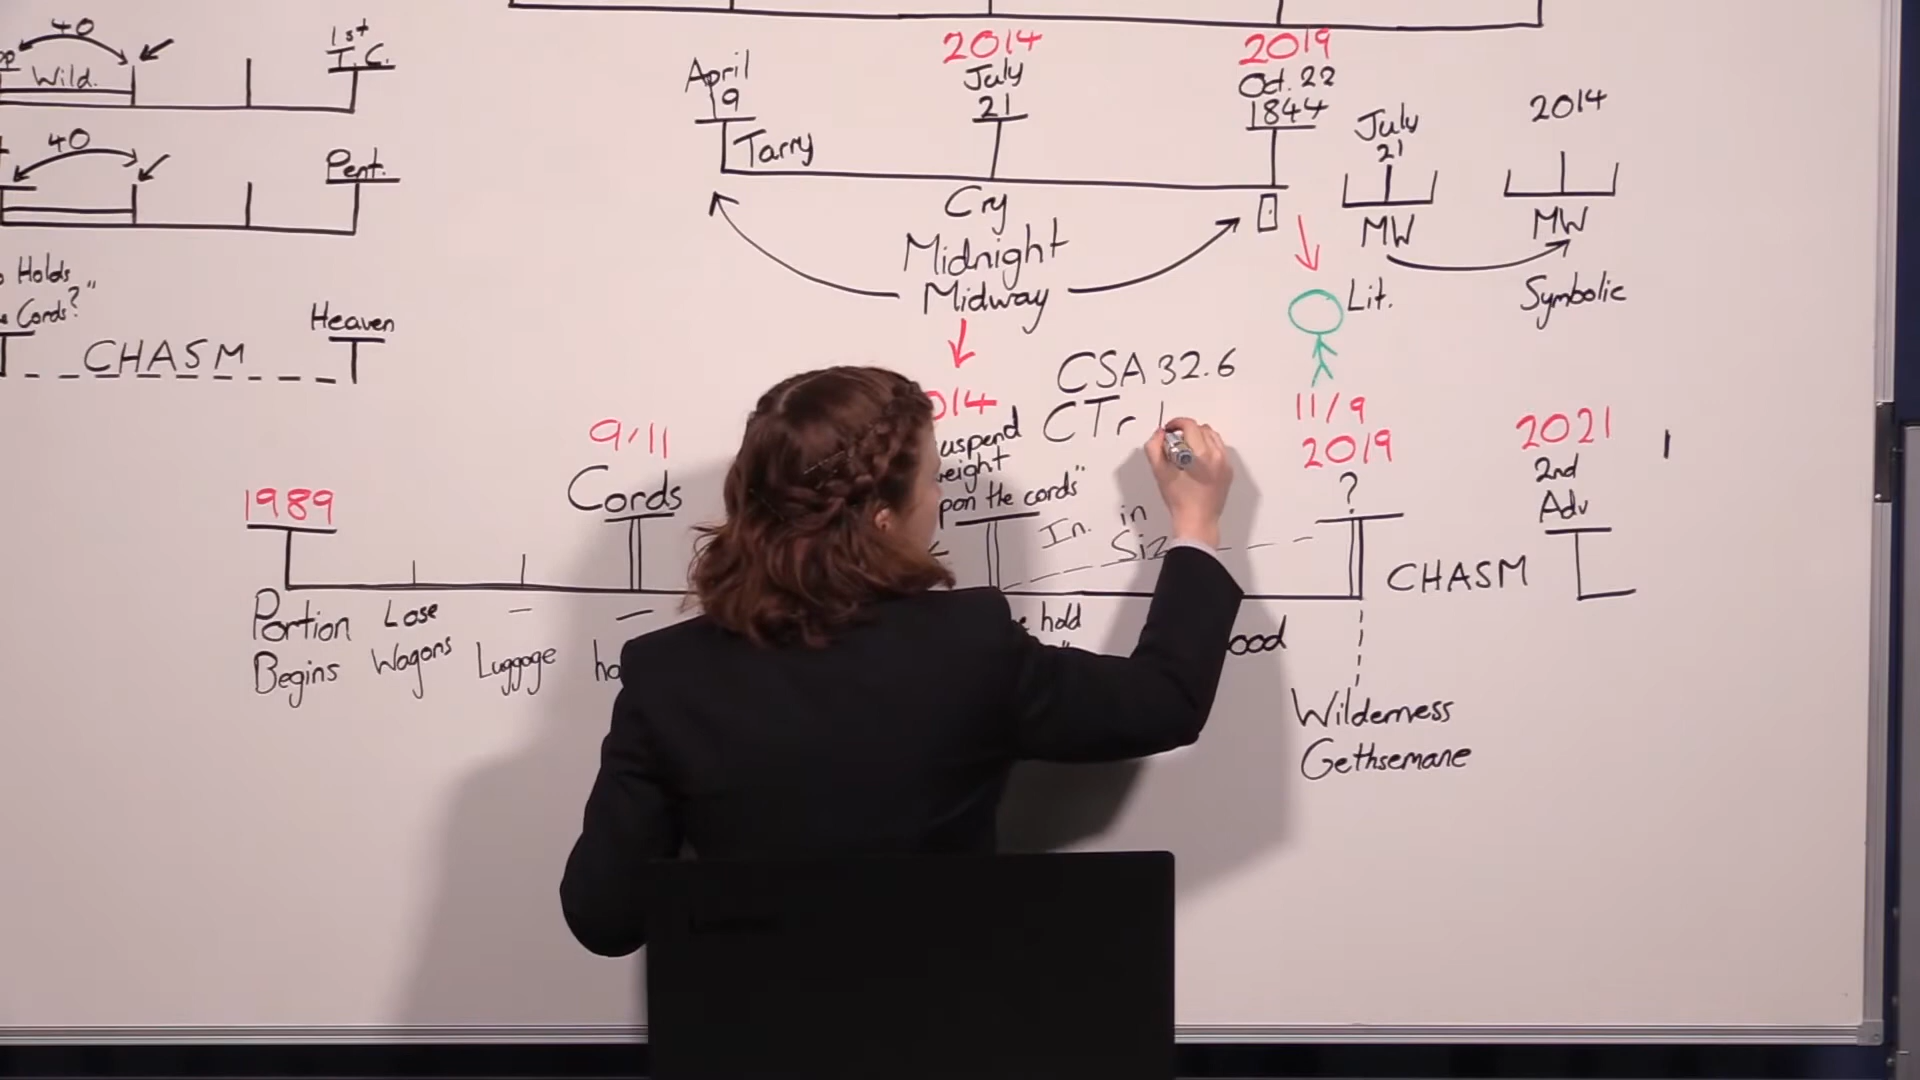 40
Wild.
1st
T.C.
40
Pent.
Holds
Cords?"
CHASM
Heaven
April
19
Tarry
2014
July
21
2019
Oct. 22
1844
Cry
Midnight
Midway
July
21
MW
2014
MW
Lit.
Symbolic
CSA 32.6
CTr
1989
9/11
Cords
014
uspend
eight
pon the cords"
In. in
Siz
11/9
2019
?
CHASM
2021
2nd
Adv
Portion
Begins
Lose
Wagons
Luggage
ho
hold
ood
Wilderness
Gethsemane